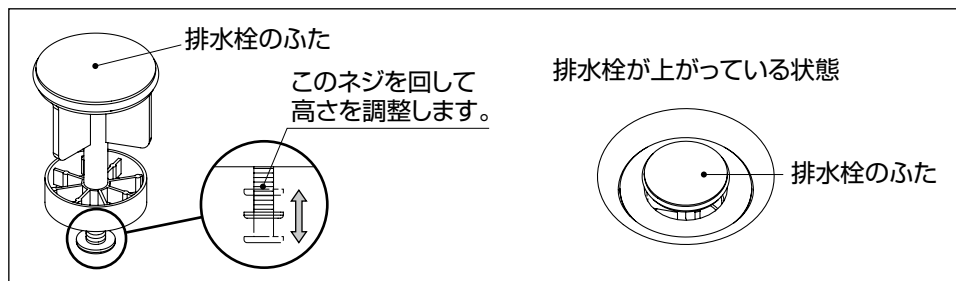 排水栓のふた
このネジを回して
高さを調整します。
排水栓が上がっている状態
排水栓のふた